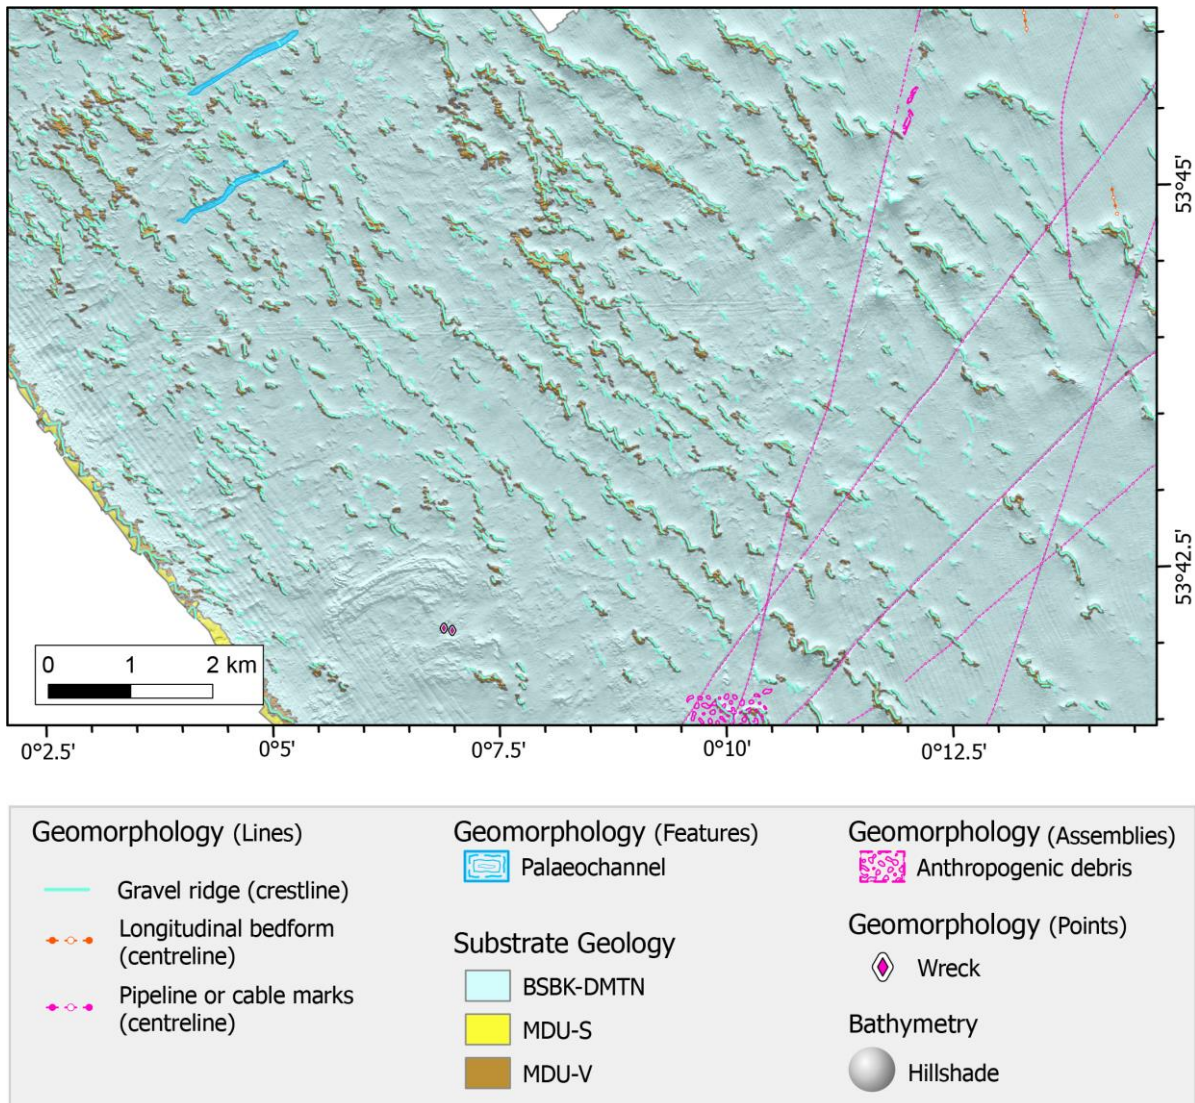 53°45'
53°42.5'
0 1 2 km
0°2.5' 0°5' 0°7.5' 0°10' 0°12.5'
Geomorphology (Lines)
Gravel ridge (crestline)
Longitudinal bedform
(centreline)
Pipeline or cable marks
(centreline)
Geomorphology (Features)
Palaeochannel
Substrate Geology
BSBK-DMTN
MDU-S
MDU-V
Geomorphology (Assemblies)
Anthropogenic debris
Geomorphology (Points)
Wreck
Bathymetry
Hillshade